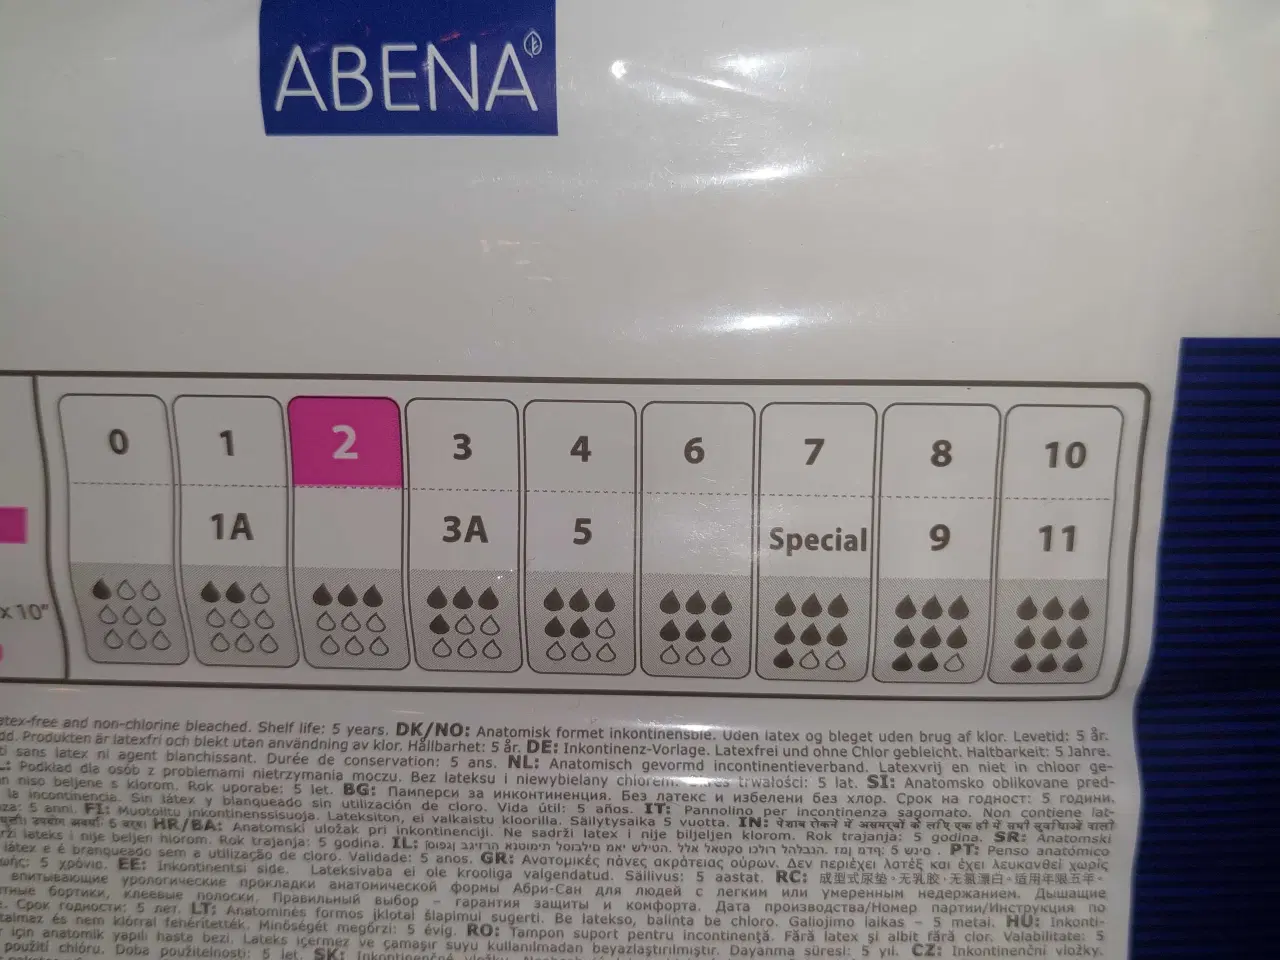 ABENA
0 1 2 3 4 6 7 8 10
1A 3A 5 Special 9 11
x 10"
latex-free and non-chlorine bleached. Shelf life: 5 years. DK/NO: Anatomisk formet inkontinensble. Uden latex og bleget uden brug af klor. Levetid: 5 år.
Produkten är latexfri och blekt utan användning av klor. Hållbarhet: 5 år. DE: Inkontinenz-Vorlage. Latexfrei und ohne Chlor gebleicht. Haltbarkeit: 5 Jahre.
sans latex ni agent blanchissant. Durée de conservation: 5 ans. NL: Anatomisch gevormd incontinentieverband. Latexvrij en niet in chloor ge-
Podkład dla osób z problemami nietrzymania moczu. Bez lateksu i niewybielany chlorem. Okres trwałości: 5 lat. SI: Anatomsko oblikovane pred-
niso beljene s klorom. Rok uporabe: 5 let. BG: Памперси за инконтиненция. Без латекс и избелени без хлор. Срок на годност: 5 години.
la incontinencia. Sin látex y blanqueado sin utilización de cloro. Vida útil: 5 años. IT: Pannolino per incontinenza sagomato. Non contiene lat-
5 anni. FI: Muotoiltu inkontinenssisuoja. Lateksiton, ei valkaistu kloorilla. Säilytysaika 5 vuotta. IN:
HR/BA: Anatomski uložak pri inkontinenciji. Ne sadrži latex i nije bijeljen klorom. Rok trajanja: 5 godina. SR: Anatomski
lateks i nije bijeljen hlorom. Rok trajanja: 5 godina. IL: PT: Penso anatómico
látex e é branqueado sem a utilização de cloro. Validade: 5 anos. GR: Ανατομικές πάνες ακράτειας ούρων. Δεν περιέχει λατέξ και έχει λευκανθεί χωρίς
5 χρόνια. EE: Inkontinentsi side. Lateksivaba ei ole krooliga valgendatud. Säilivus: 5 aastat. RC: 成型式尿垫。无乳胶。无氯漂白。适用年限五年。
впитывающие урологические прокладки анатомической формы Абри-Сан для людей с легким или умеренным недержанием. Дышащие
бортики, клеевые полоски. Правильный выбор – гарантия защиты и комфорта. Дата производства/Номер партии/Инструкция по
Срок годности: 5 лет. LT: Anatominės formos įklotai šlapimui sugerti. Be latekso, balinta be chloro. Galiojimo laikas – 5 metai. HU: Inkonti-
és nem klórral fehérítették. Minőségét megőrzi: 5 évig. RO: Tampon suport pentru incontinenţă. Fără latex şi albit fără clor. Valabilitate: 5
için anatomik yapılı hasta bezi. Lateks içermez ve çamaşır suyu kullanılmadan beyazlaştırılmıştır. Dayanma süresi: 5 yıl. CZ: Inkontinenční vložky.
použití chlóru. Doba použitelnosti: 5 let. SK: Inkontinenčné vložky.